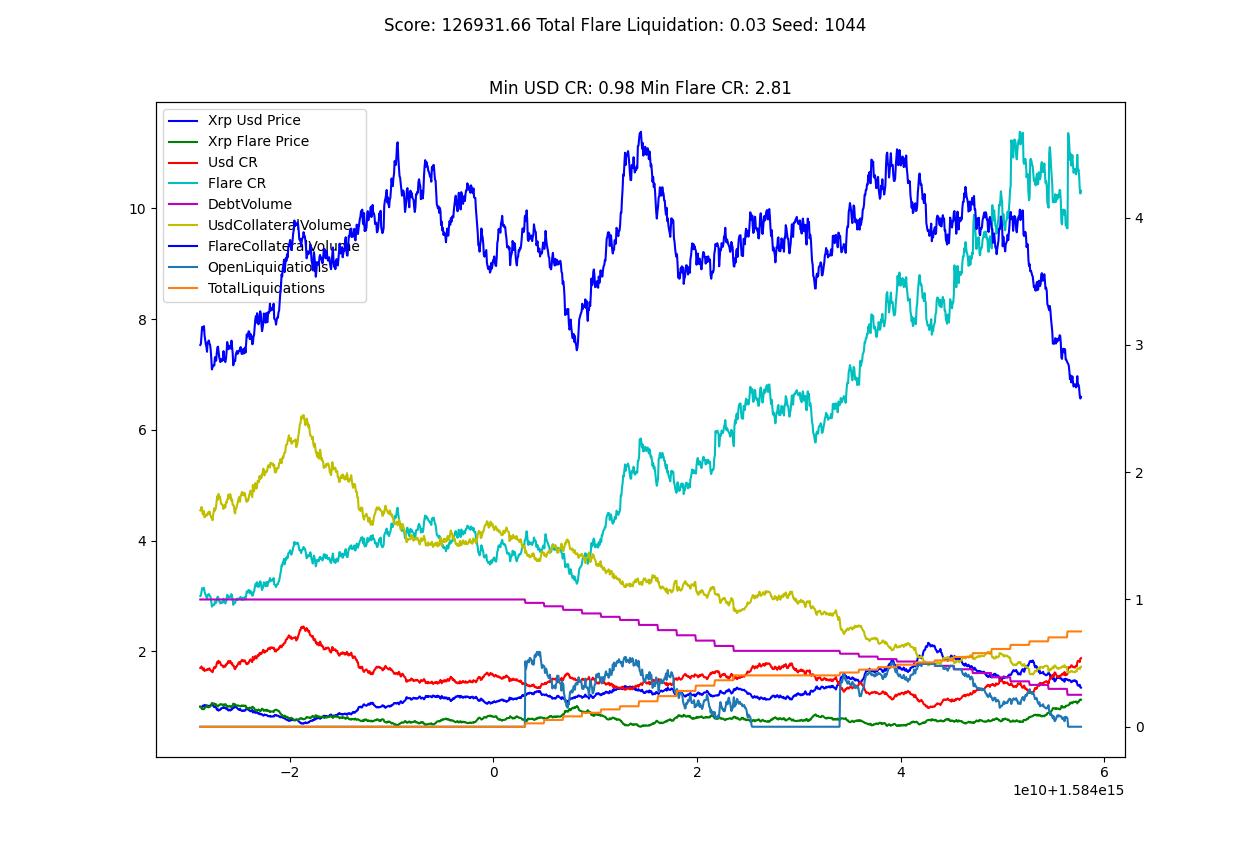 Score: 126931.66 Total Flare Liquidation: 0.03 Seed: 1044
Min USD CR: 0.98 Min Flare CR: 2.81
Xrp Usd Price
Xrp Flare Price
Usd CR
Flare CR
DebtVolume
UsdCollateralVolume
FlareCollateralVolume
OpenLiquidations
TotalLiquidations
10
8
6
4
2
4
3
2
1
0
−2
0
2
4
6
1e10+1.584e15